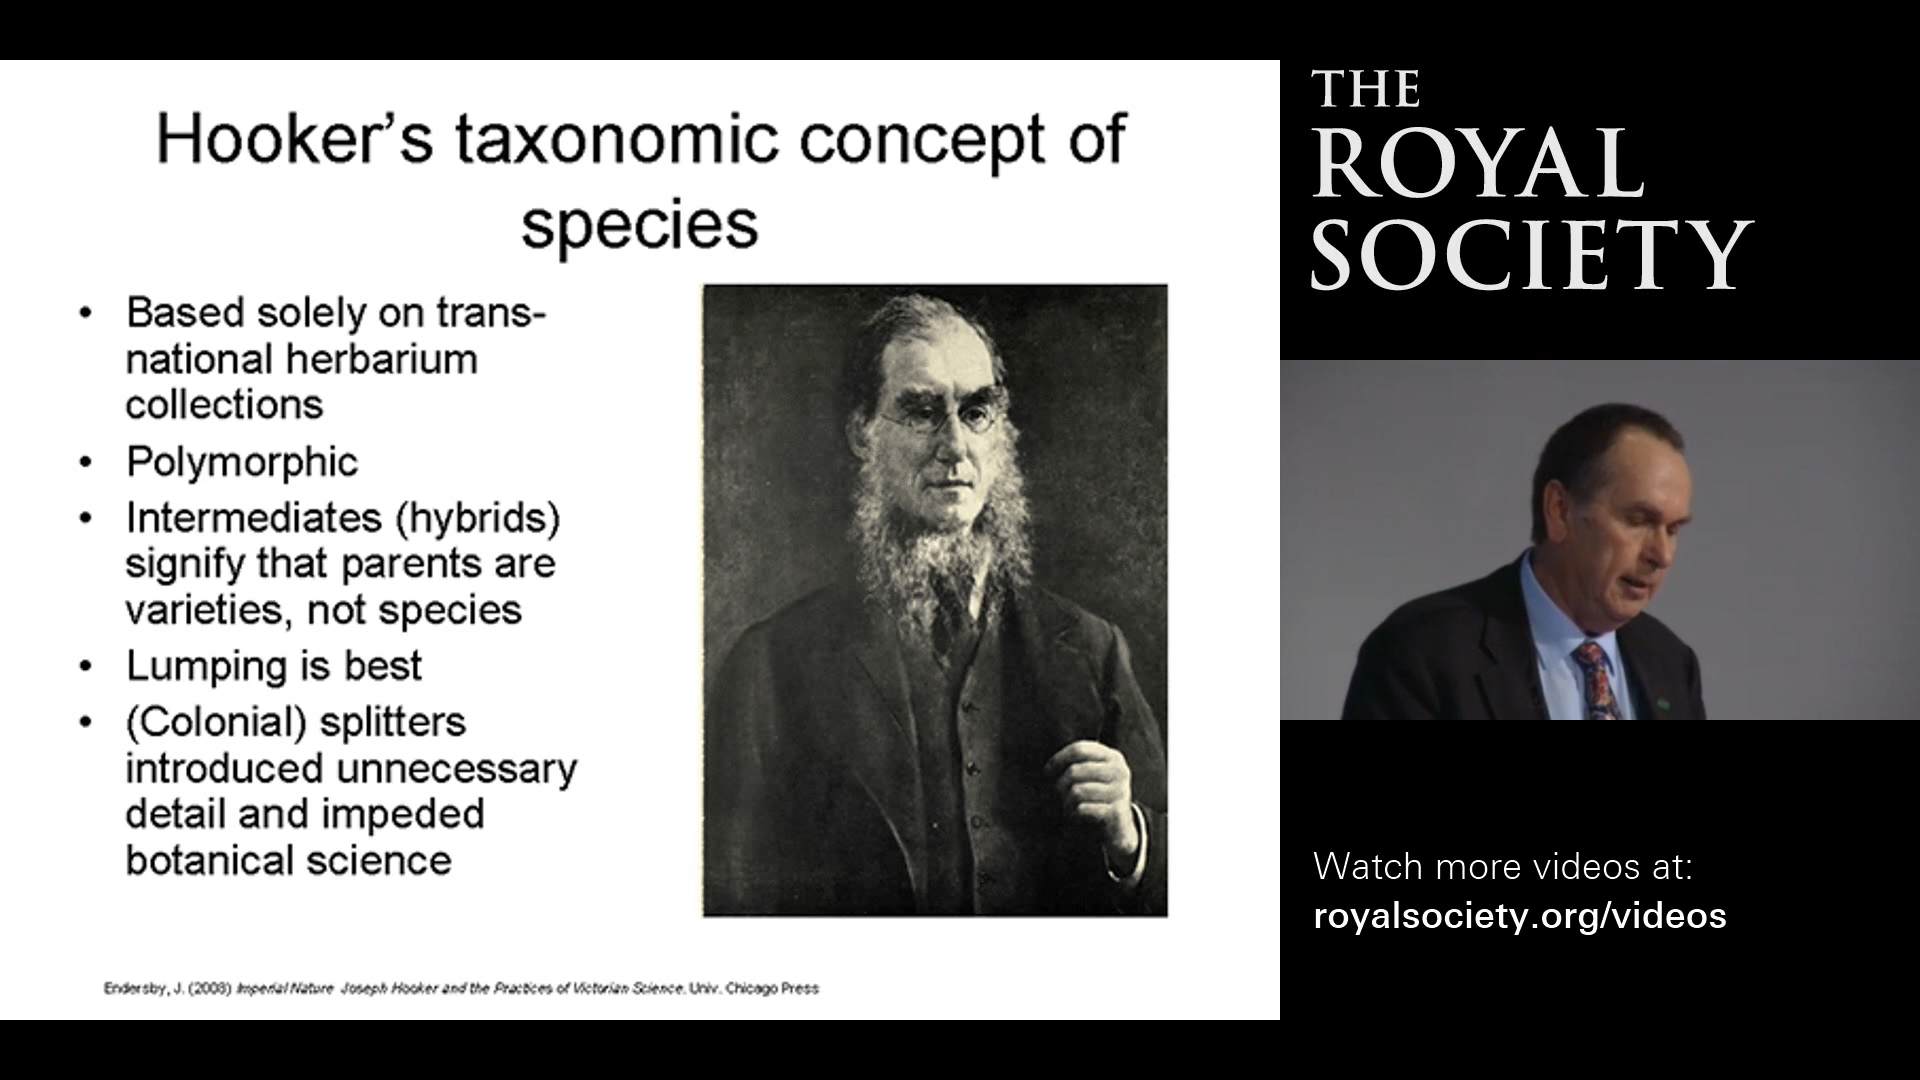 Hooker’s taxonomic concept of
species
• Based solely on trans-
national herbarium
collections
• Polymorphic
• Intermediates (hybrids)
signify that parents are
varieties, not species
• Lumping is best
• (Colonial) splitters
introduced unnecessary
detail and impeded
botanical science
Endersby, J. (2008) Imperial Nature Joseph Hooker and the Practices of Victorian Science. Univ. Chicago Press
THE
ROYAL
SOCIETY
Watch more videos at:
royalsociety.org/videos